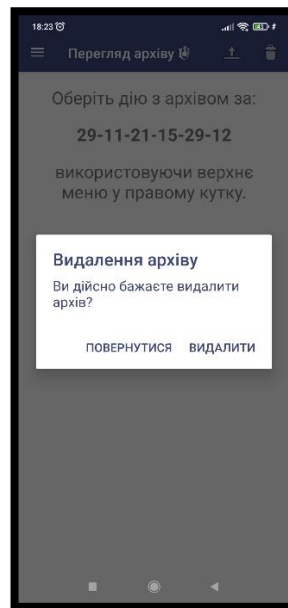 18:23
Перегляд архіву
Оберіть дію з архівом за:
29-11-21-15-29-12
використовуючи верхнє
меню у правому кутку.
Видалення архіву
Ви дійсно бажаєте видалити
архів?
ПОВЕРНУТИСЯ ВИДАЛИТИ